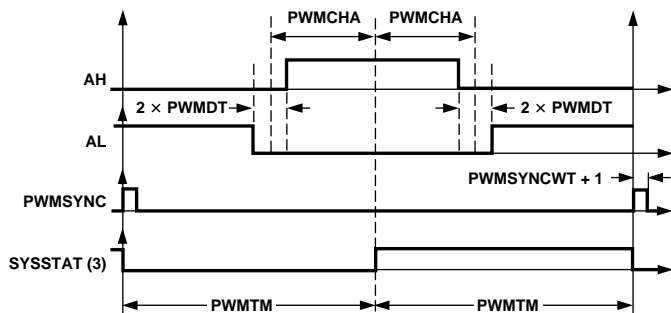 PWMCHA PWMCHA
AH
2 × PWMDT 2 × PWMDT
AL
PWMSYNCWT + 1
PWMSYNC
SYSSTAT (3)
PWMTM PWMTM